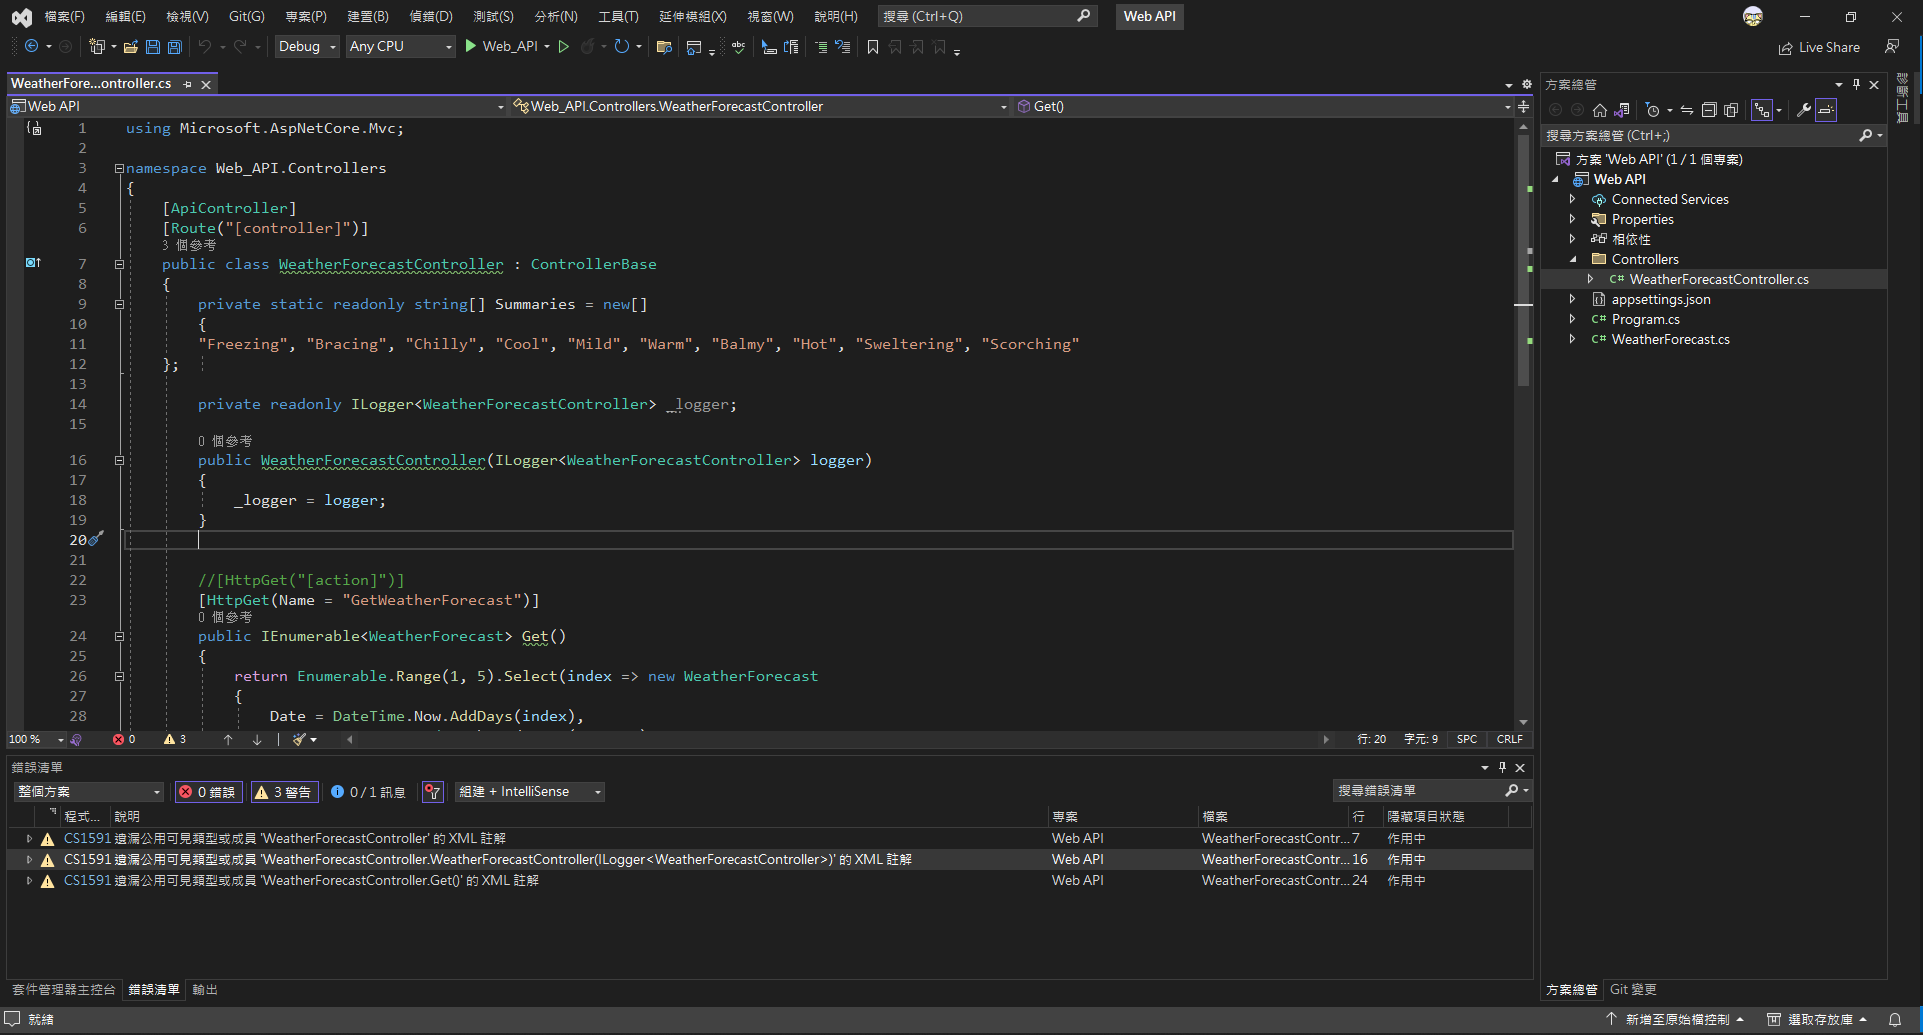 檔案(F) 編輯(E) 檢視(V) Git(G) 專案(P) 建置(B) 偵錯(D) 測試(S) 分析(N) 工具(T) 延伸模組(X) 視窗(W) 說明(H) 搜尋 (Ctrl+Q) Web API
Debug Any CPU Web_API Live Share
WeatherFore...ontroller.cs
Web API Web_API.Controllers.WeatherForecastController Get()
1 using Microsoft.AspNetCore.Mvc;
2
3 namespace Web_API.Controllers
4 {
5 [ApiController]
6 [Route("[controller]")]
3 個參考
7 public class WeatherForecastController : ControllerBase
8 {
9 private static readonly string[] Summaries = new[]
10 {
11 "Freezing", "Bracing", "Chilly", "Cool", "Mild", "Warm", "Balmy", "Hot", "Sweltering", "Scorching"
12 };
13
14 private readonly ILogger<WeatherForecastController> _logger;
15
0 個參考
16 public WeatherForecastController(ILogger<WeatherForecastController> logger)
17 {
18 _logger = logger;
19 }
20
21
22 //[HttpGet("[action]")]
23 [HttpGet(Name = "GetWeatherForecast")]
0 個參考
24 public IEnumerable<WeatherForecast> Get()
25 {
26 return Enumerable.Range(1, 5).Select(index => new WeatherForecast
27 {
28 Date = DateTime.Now.AddDays(index),
100 % 0 3 行: 20 字元: 9 SPC CRLF
錯誤清單
整個方案 0 錯誤 3 警告 0 / 1 訊息 組建 + IntelliSense 搜尋錯誤清單
程式... 說明 專案 檔案 行 隱藏項目狀態
CS1591 遺漏公用可見類型或成員 'WeatherForecastController' 的 XML 註解 Web API WeatherForecastContr... 7 作用中
CS1591 遺漏公用可見類型或成員 'WeatherForecastController.WeatherForecastController(ILogger<WeatherForecastController>)' 的 XML 註解 Web API WeatherForecastContr... 16 作用中
CS1591 遺漏公用可見類型或成員 'WeatherForecastController.Get()' 的 XML 註解 Web API WeatherForecastContr... 24 作用中
套件管理器主控台 錯誤清單 輸出
方案總管
搜尋方案總管 (Ctrl+;)
方案 'Web API' (1 / 1 個專案)
Web API
Connected Services
Properties
相依性
Controllers
C# WeatherForecastController.cs
appsettings.json
C# Program.cs
C# WeatherForecast.cs
方案總管 Git 變更
診斷工具
就緒 新增至原始檔控制 選取存放庫